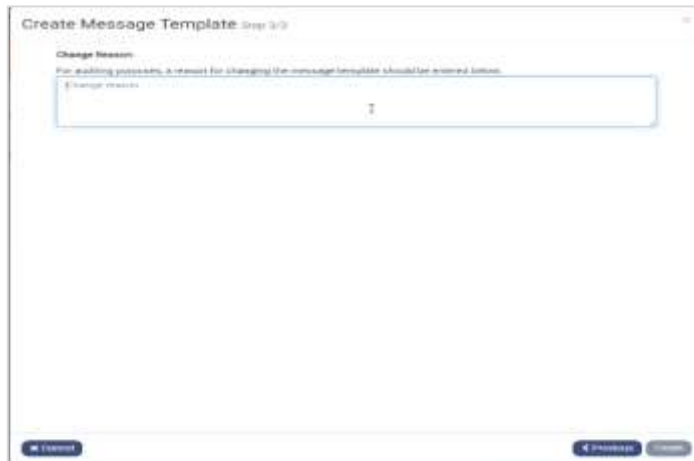 Create Message Template Step 3/3
Change Reason
For auditing purposes, a reason for changing the message template should be entered below.
Change reason
Cancel
Previous
Create